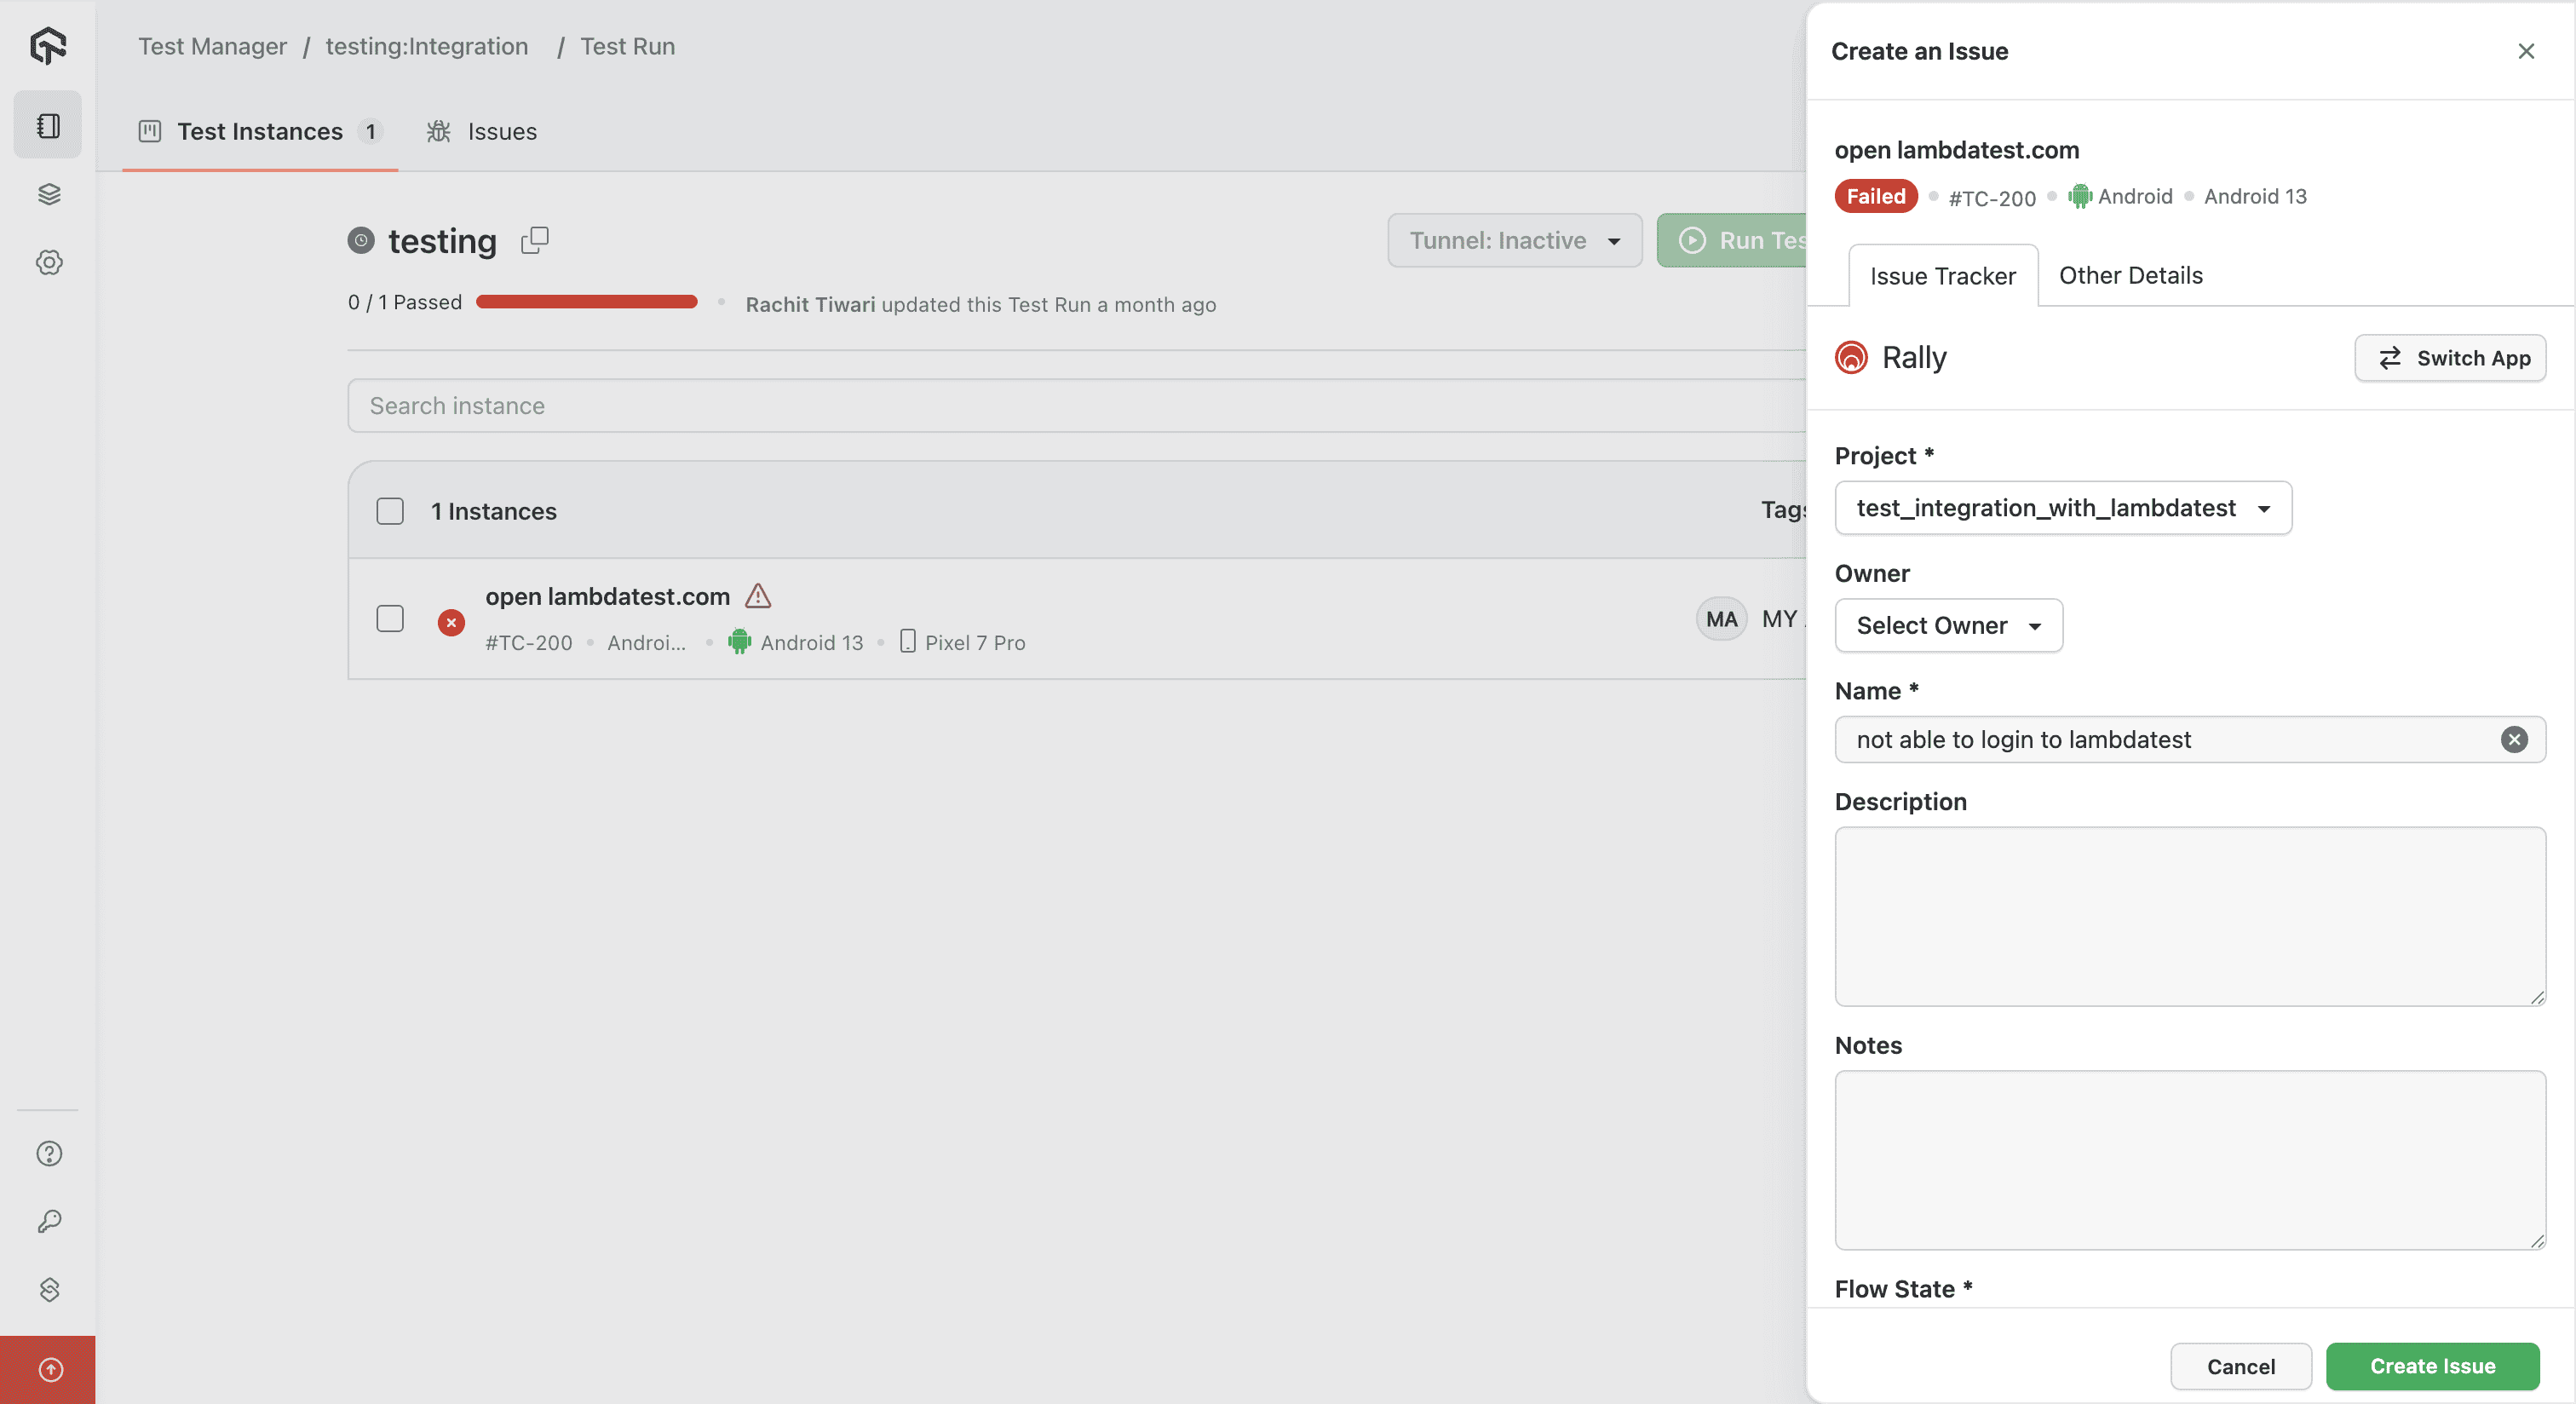 Test Manager / testing:Integration / Test Run
Test Instances 1 Issues
testing
Tunnel: Inactive
0 / 1 Passed
Rachit Tiwari updated this Test Run a month ago
Search instance
1 Instances
open lambdatest.com
#TC-200 Androi... Android 13 Pixel 7 Pro
MA MY
Create an Issue
open lambdatest.com
Failed #TC-200 Android Android 13
Issue Tracker Other Details
Rally Switch App
Project *
test_integration_with_lambdatest
Owner
Select Owner
Name *
not able to login to lambdatest
Description
Notes
Flow State *
Cancel Create Issue